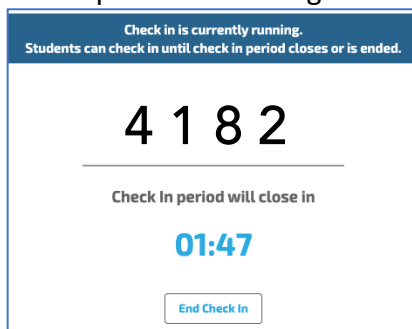 Check in is currently running.
Students can check in until check in period closes or is ended.
4 1 8 2
Check In period will close in
01:47
End Check In